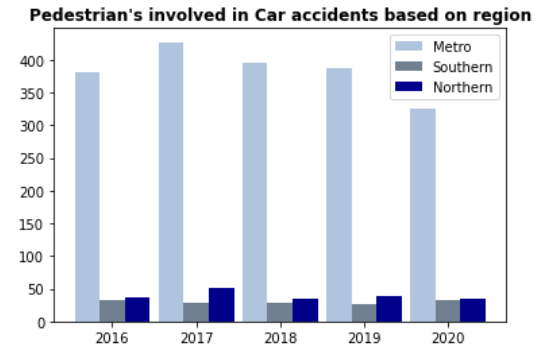 Pedestrian's involved in Car accidents based on region
Metro
Southern
Northern
400
350
300
250
200
150
100
50
0
2016 2017 2018 2019 2020